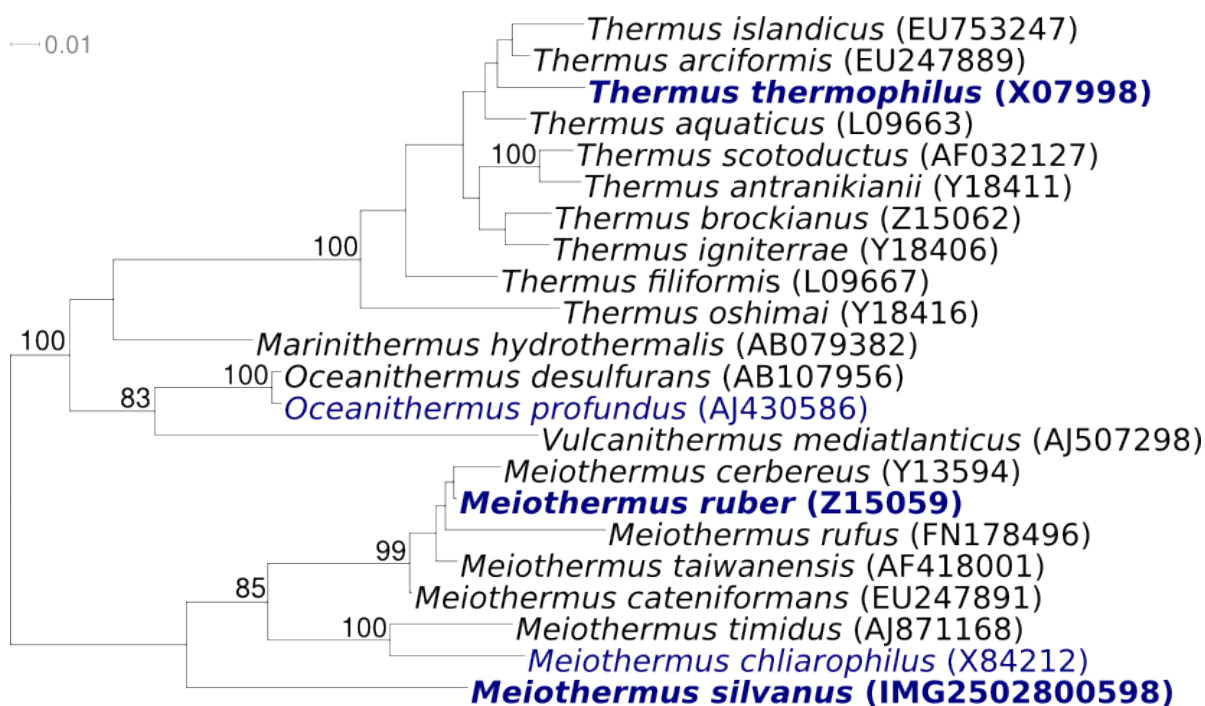 Thermus islandicus (EU753247)
0.01
Thermus arciformis (EU247889)
Thermus thermophilus (X07998)
Thermus aquaticus (L09663)
100
Thermus scotoductus (AF032127)
Thermus antranikianii (Y18411)
Thermus brockianus (Z15062)
100
Thermus igniterrae (Y18406)
Thermus filiformis (L09667)
Thermus oshimai (Y18416)
100
Marinithermus hydrothermalis (AB079382)
100
Oceanithermus desulfurans (AB107956)
83
Oceanithermus profundus (AJ430586)
Vulcanithermus mediatlanticus (AJ507298)
Meiothermus cerbereus (Y13594)
Meiothermus ruber (Z15059)
Meiothermus rufus (FN178496)
99
Meiothermus taiwanensis (AF418001)
85
Meiothermus cateniformans (EU247891)
100
Meiothermus timidus (AJ871168)
Meiothermus chliarophilus (X84212)
Meiothermus silvanus (IMG2502800598)